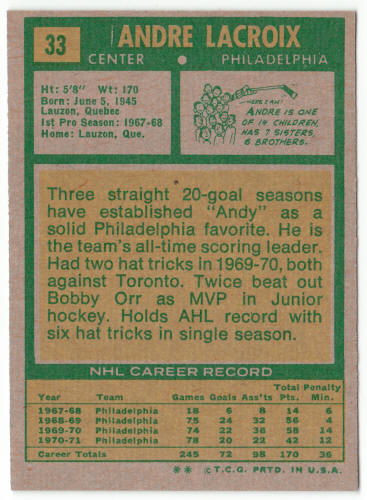 33
ANDRE LACROIX
CENTER • PHILADELPHIA
Ht: 5'8" Wt: 170
Born: June 5, 1945
Lauzon, Quebec
1st Pro Season: 1967-68
Home: Lauzon, Que.
HERE I AM!
ANDRE IS ONE
OF 14 CHILDREN,
HAS 7 SISTERS,
6 BROTHERS.
Three straight 20-goal seasons
have established "Andy" as a
solid Philadelphia favorite. He is
the team's all-time scoring leader.
Had two hat tricks in 1969-70, both
against Toronto. Twice beat out
Bobby Orr as MVP in Junior
hockey. Holds AHL record with
six hat tricks in single season.
NHL CAREER RECORD
Total Penalty
Year Team Games Goals Ass'ts Pts. Min.
1967-68 Philadelphia 18 6 8 14 6
1968-69 Philadelphia 75 24 32 56 4
1969-70 Philadelphia 74 22 36 58 14
1970-71 Philadelphia 78 20 22 42 12
Career Totals 245 72 98 170 36
** © T.C.G. PRTD. IN U.S.A.